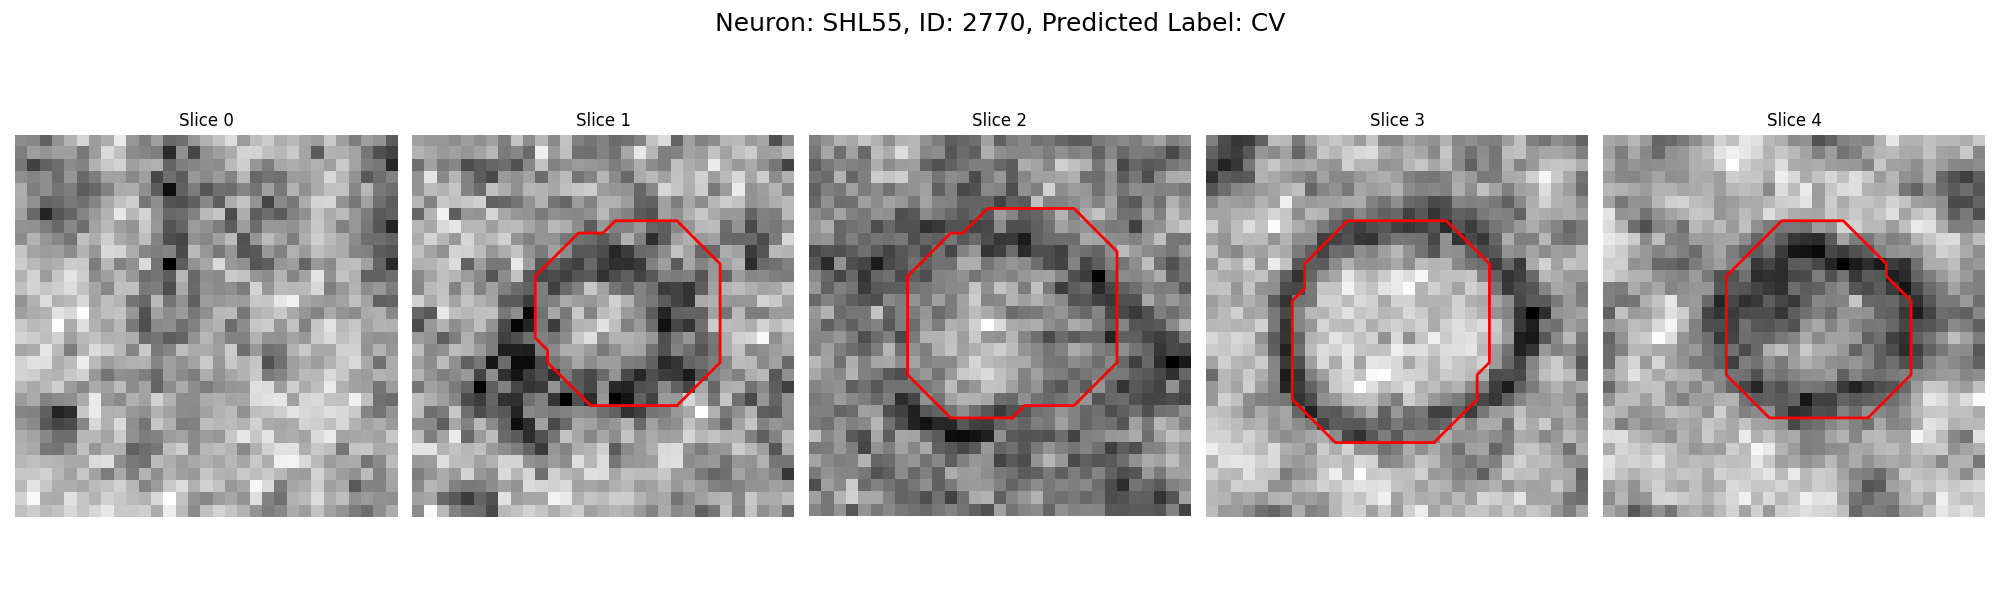 Neuron: SHL55, ID: 2770, Predicted Label: CV
Slice 0
Slice 1
Slice 2
Slice 3
Slice 4